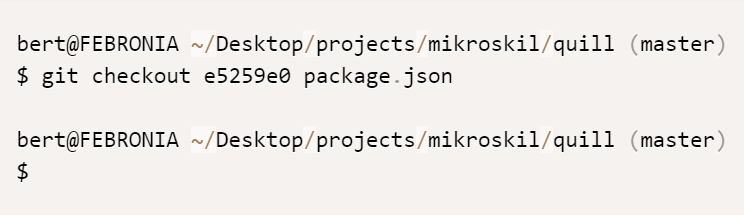 bert@FEBRONIA ~/Desktop/projects/mikroskil/quill (master)
$ git checkout e5259e0 package.json
bert@FEBRONIA ~/Desktop/projects/mikroskil/quill (master)
$